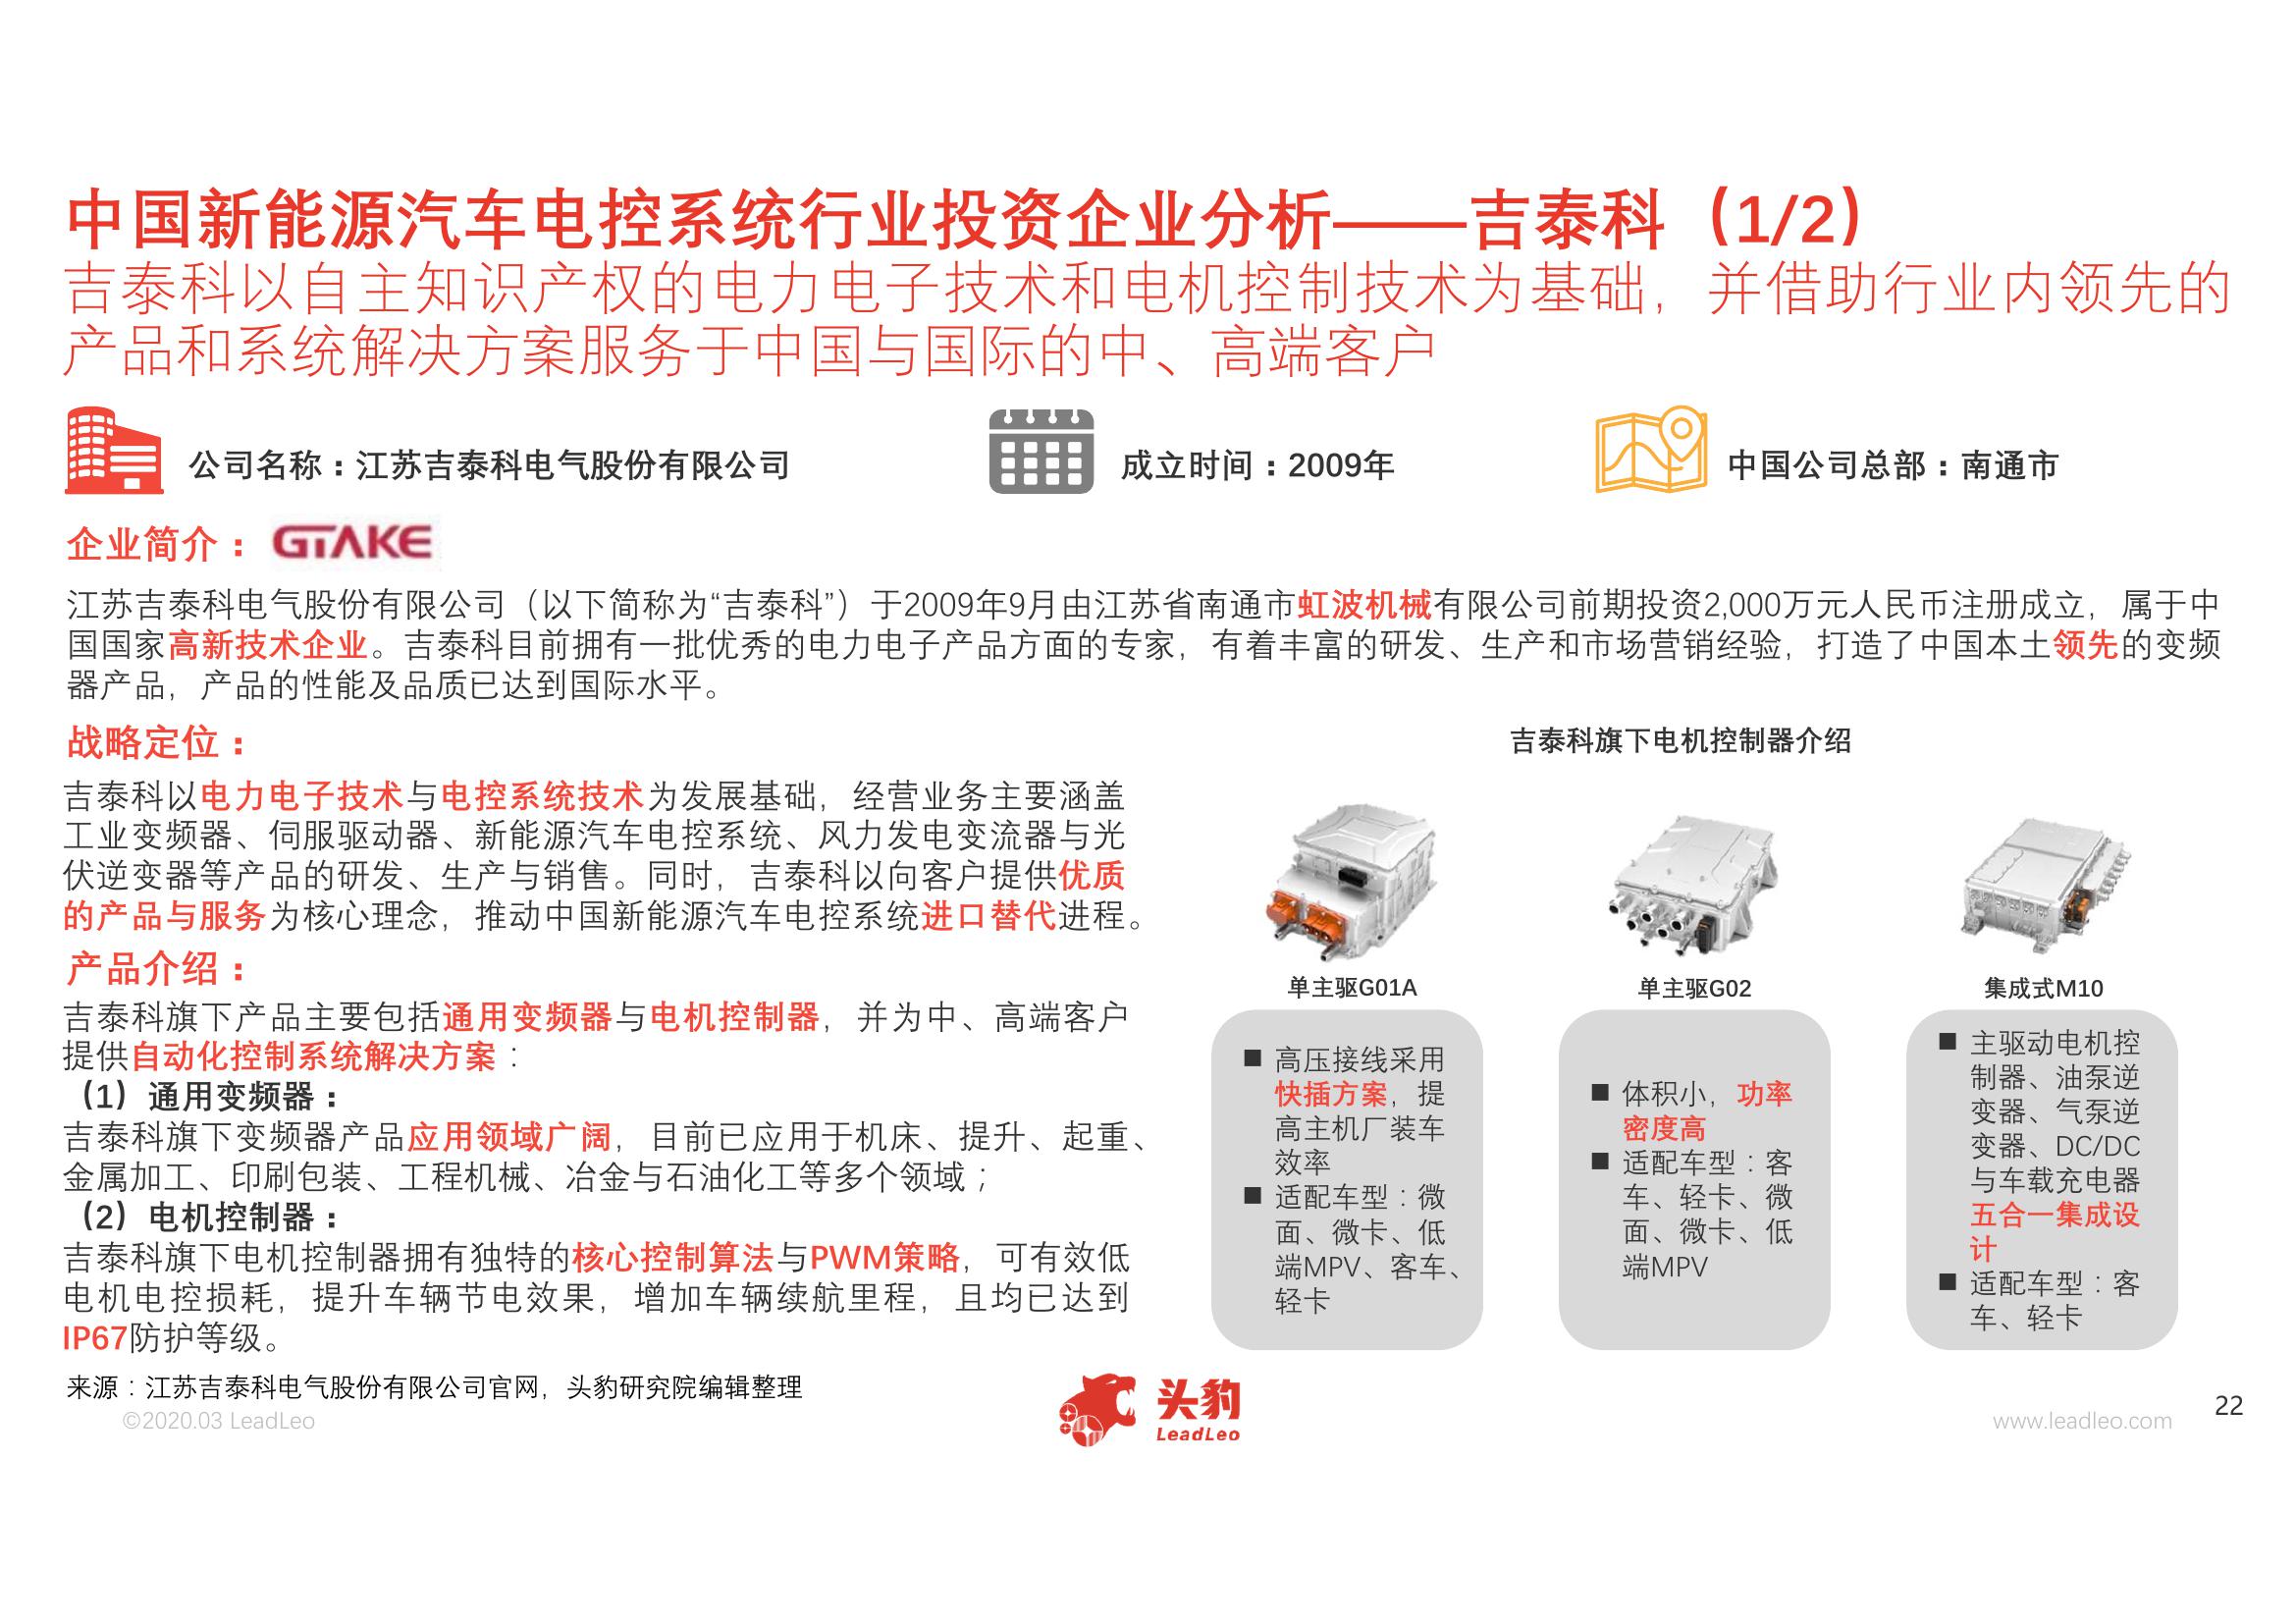 中国新能源汽车电控系统行业投资企业分析——吉泰科（1/2）
吉泰科以自主知识产权的电力电子技术和电机控制技术为基础，并借助行业内领先的
产品和系统解决方案服务于中国与国际的中、高端客户
公司名称：江苏吉泰科电气股份有限公司
成立时间：2009年
中国公司总部：南通市
企业简介：
GTAKE
江苏吉泰科电气股份有限公司（以下简称为“吉泰科”）于2009年9月由江苏省南通市虹波机械有限公司前期投资2,000万元人民币注册成立，属于中
国国家高新技术企业。吉泰科目前拥有一批优秀的电力电子产品方面的专家，有着丰富的研发、生产和市场营销经验，打造了中国本土领先的变频
器产品，产品的性能及品质已达到国际水平。
战略定位：
吉泰科以电力电子技术与电控系统技术为发展基础，经营业务主要涵盖
工业变频器、伺服驱动器、新能源汽车电控系统、风力发电变流器与光
伏逆变器等产品的研发、生产与销售。同时，吉泰科以向客户提供优质
的产品与服务为核心理念，推动中国新能源汽车电控系统进口替代进程。
产品介绍：
吉泰科旗下产品主要包括通用变频器与电机控制器，并为中、高端客户
提供自动化控制系统解决方案：
（1）通用变频器：
吉泰科旗下变频器产品应用领域广阔，目前已应用于机床、提升、起重、
金属加工、印刷包装、工程机械、冶金与石油化工等多个领域；
（2）电机控制器：
吉泰科旗下电机控制器拥有独特的核心控制算法与PWM策略，可有效低
电机电控损耗，提升车辆节电效果，增加车辆续航里程，且均已达到
IP67防护等级。
吉泰科旗下电机控制器介绍
单主驱G01A
■ 高压接线采用
快插方案，提
高主机厂装车
效率
■ 适配车型：微
面、微卡、低
端MPV、客车、
轻卡
单主驱G02
■ 体积小，功率
密度高
■ 适配车型：客
车、轻卡、微
面、微卡、低
端MPV
集成式M10
■ 主驱动电机控
制器、油泵逆
变器、气泵逆
变器、DC/DC
与车载充电器
五合一集成设
计
■ 适配车型：客
车、轻卡
来源：江苏吉泰科电气股份有限公司官网，头豹研究院编辑整理
©2020.03 LeadLeo
头豹
LeadLeo
www.leadleo.com
22